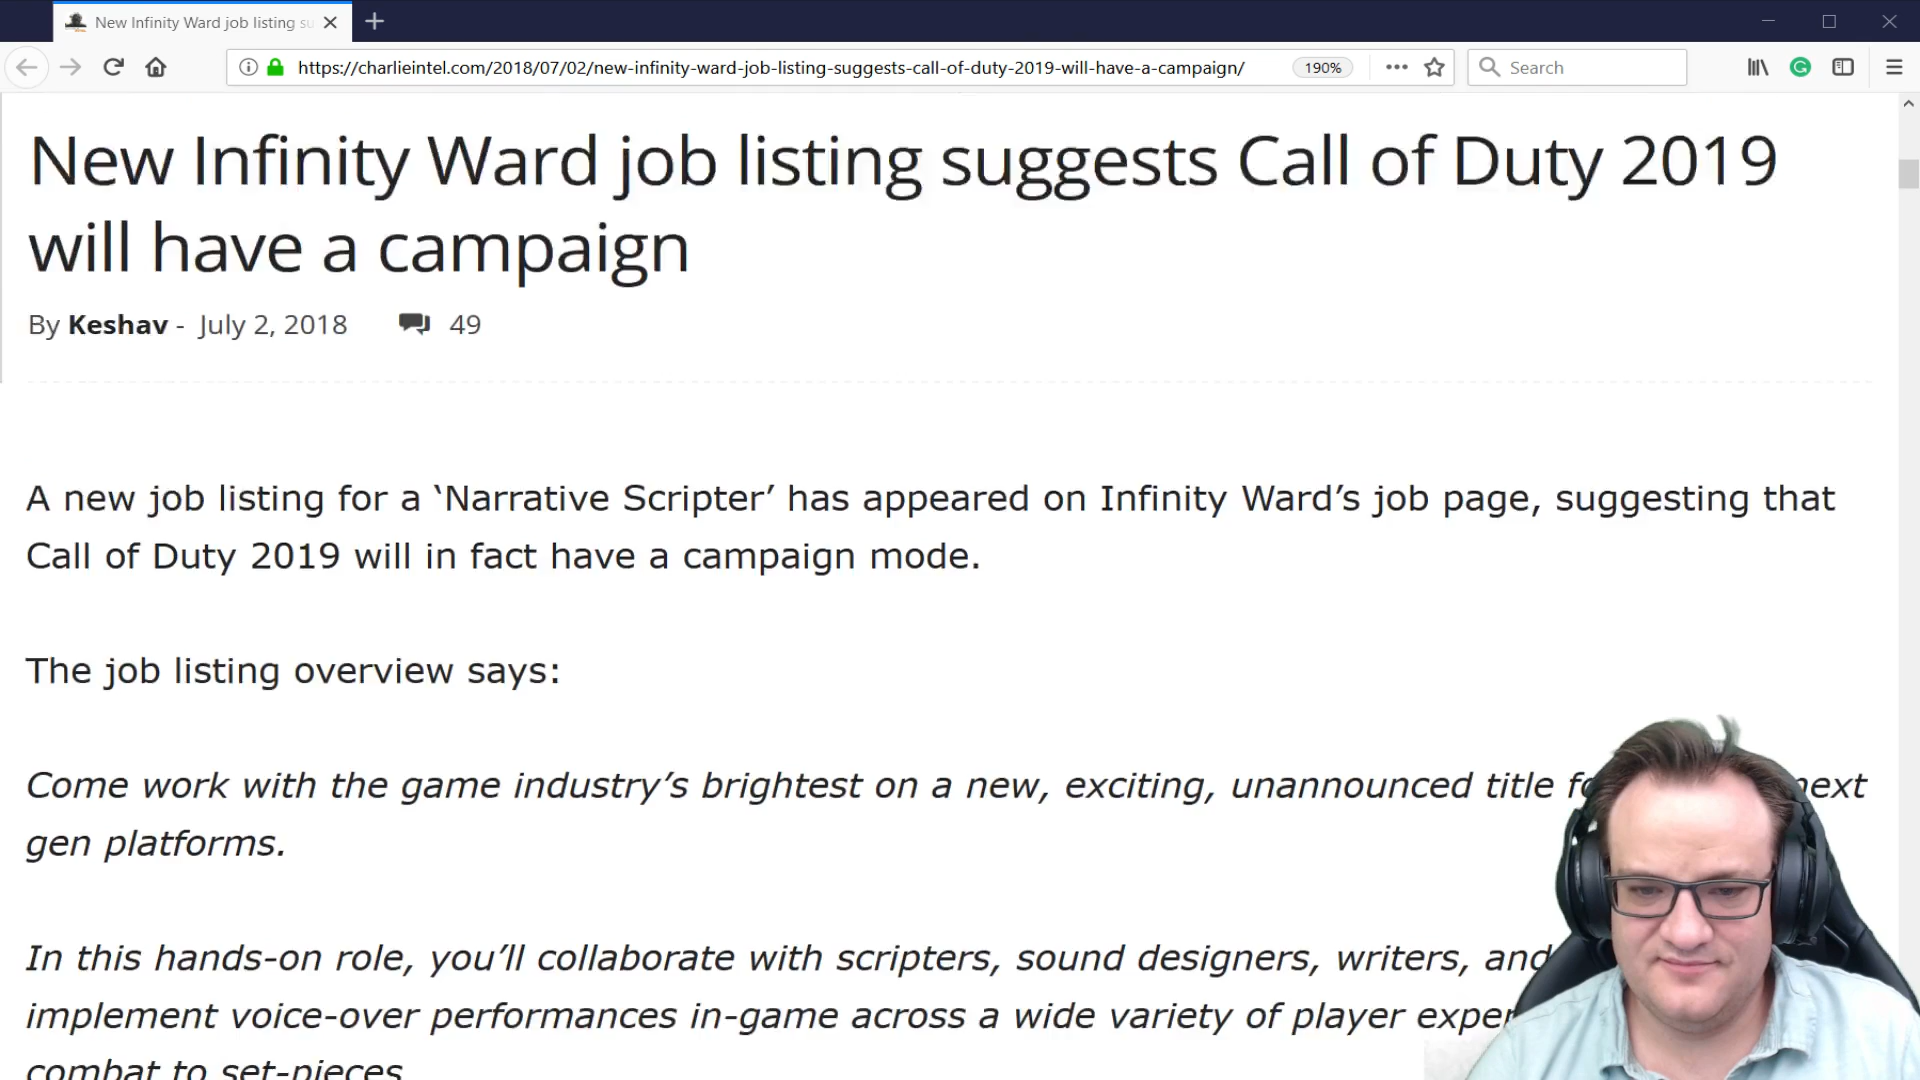 New Infinity Ward job listing su
https://charlieintel.com/2018/07/02/new-infinity-ward-job-listing-suggests-call-of-duty-2019-will-have-a-campaign/
190%
Search
New Infinity Ward job listing suggests Call of Duty 2019
will have a campaign
By Keshav - July 2, 2018 49
A new job listing for a ‘Narrative Scripter’ has appeared on Infinity Ward’s job page, suggesting that
Call of Duty 2019 will in fact have a campaign mode.
The job listing overview says:
Come work with the game industry’s brightest on a new, exciting, unannounced title next
gen platforms.
In this hands-on role, you’ll collaborate with scripters, sound designers, writers, and
implement voice-over performances in-game across a wide variety of player
combat to set-pieces